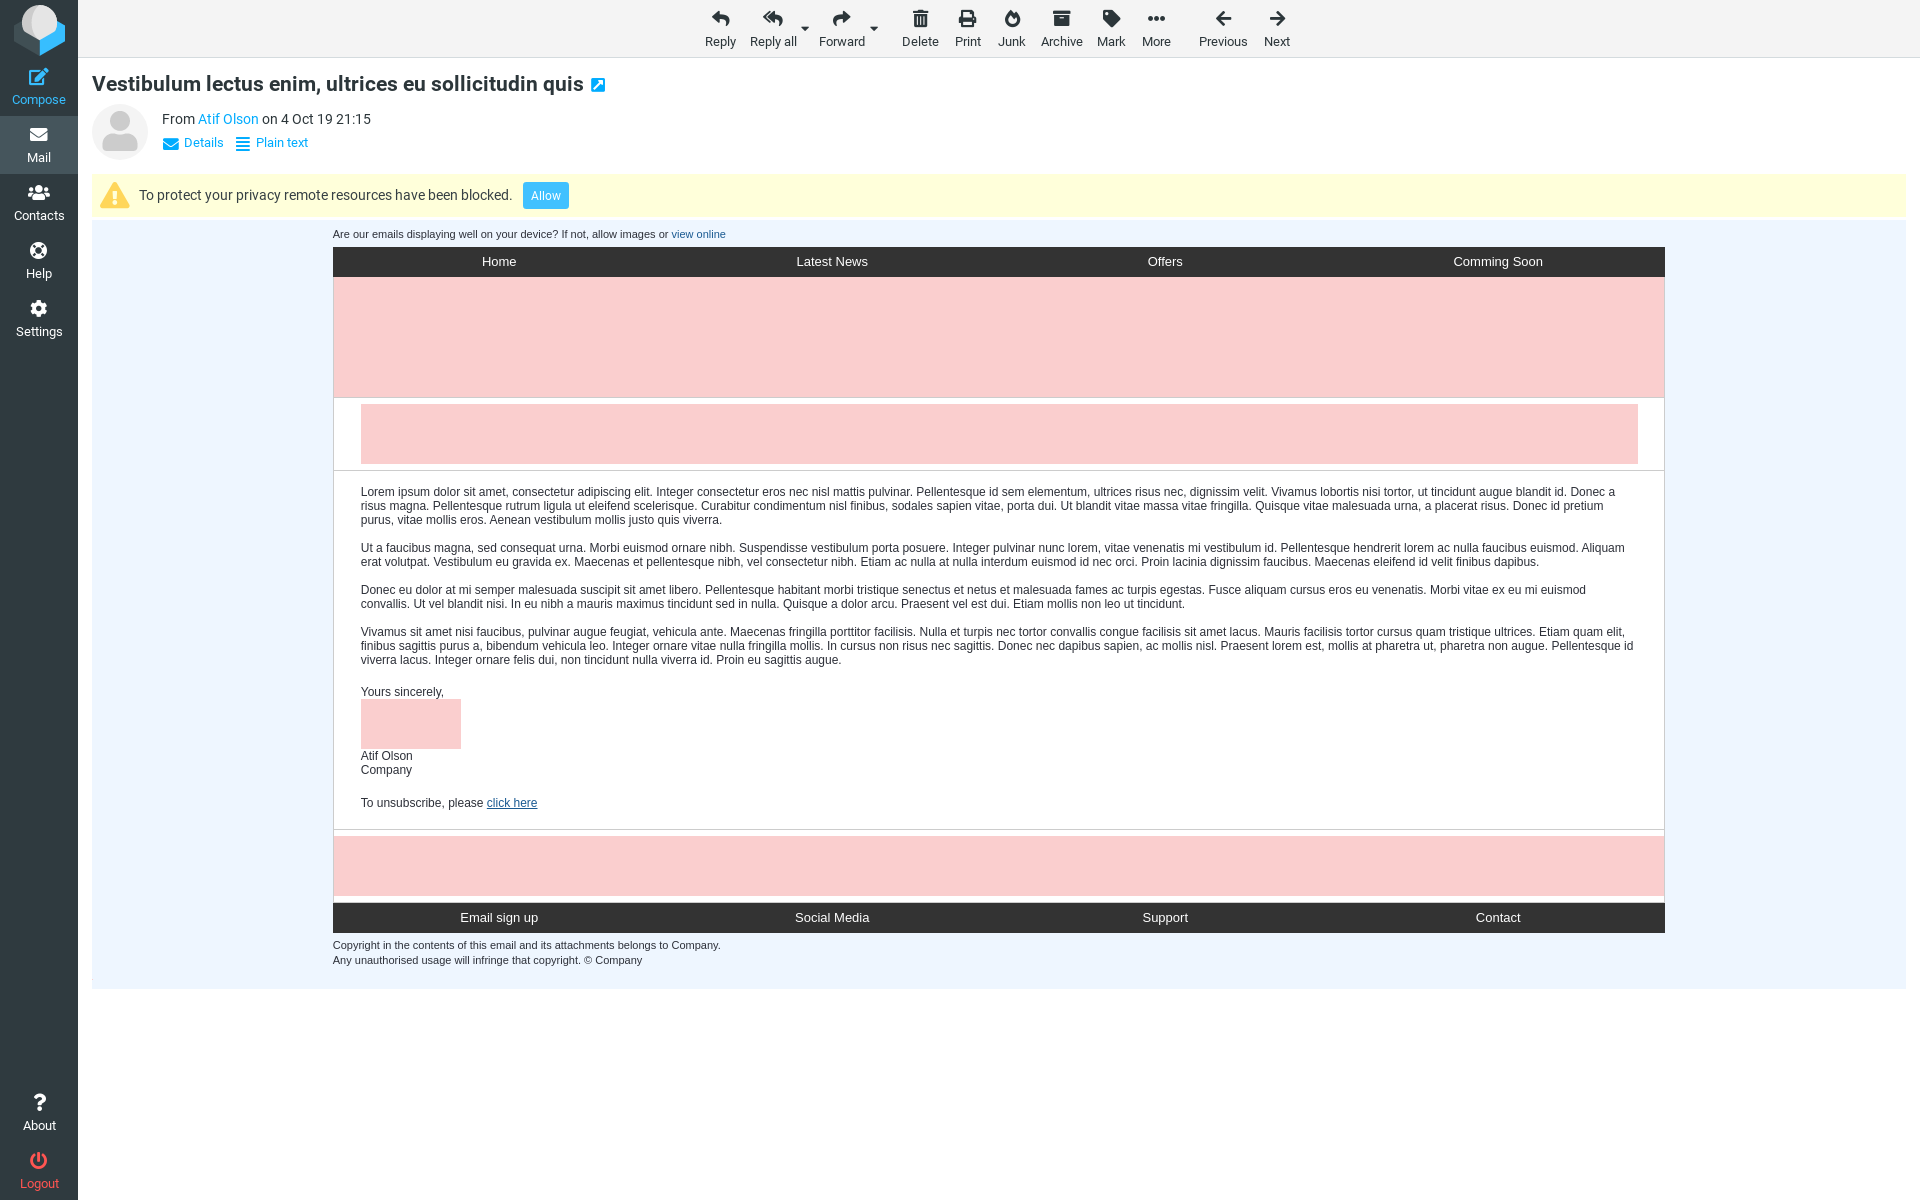 Reply
Reply all
Forward
Delete
Print
Junk
Archive
Mark
More
Previous
Next
Compose
Mail
Contacts
Help
Settings
About
Logout
Vestibulum lectus enim, ultrices eu sollicitudin quis
From Atif Olson on 4 Oct 19 21:15
Details
Plain text
To protect your privacy remote resources have been blocked.
Allow
Are our emails displaying well on your device? If not, allow images or view online
Home
Latest News
Offers
Comming Soon
Lorem ipsum dolor sit amet, consectetur adipiscing elit. Integer consectetur eros nec nisl mattis pulvinar. Pellentesque id sem elementum, ultrices risus nec, dignissim velit. Vivamus lobortis nisi tortor, ut tincidunt augue blandit id. Donec a
risus magna. Pellentesque rutrum ligula ut eleifend scelerisque. Curabitur condimentum nisl finibus, sodales sapien vitae, porta dui. Ut blandit vitae massa vitae fringilla. Quisque vitae malesuada urna, a placerat risus. Donec id pretium
purus, vitae mollis eros. Aenean vestibulum mollis justo quis viverra.
Ut a faucibus magna, sed consequat urna. Morbi euismod ornare nibh. Suspendisse vestibulum porta posuere. Integer pulvinar nunc lorem, vitae venenatis mi vestibulum id. Pellentesque hendrerit lorem ac nulla faucibus euismod. Aliquam
erat volutpat. Vestibulum eu gravida ex. Maecenas et pellentesque nibh, vel consectetur nibh. Etiam ac nulla at nulla interdum euismod id nec orci. Proin lacinia dignissim faucibus. Maecenas eleifend id velit finibus dapibus.
Donec eu dolor at mi semper malesuada suscipit sit amet libero. Pellentesque habitant morbi tristique senectus et netus et malesuada fames ac turpis egestas. Fusce aliquam cursus eros eu venenatis. Morbi vitae ex eu mi euismod
convallis. Ut vel blandit nisi. In eu nibh a mauris maximus tincidunt sed in nulla. Quisque a dolor arcu. Praesent vel est dui. Etiam mollis non leo ut tincidunt.
Vivamus sit amet nisi faucibus, pulvinar augue feugiat, vehicula ante. Maecenas fringilla porttitor facilisis. Nulla et turpis nec tortor convallis congue facilisis sit amet lacus. Mauris facilisis tortor cursus quam tristique ultrices. Etiam quam elit,
finibus sagittis purus a, bibendum vehicula leo. Integer ornare vitae nulla fringilla mollis. In cursus non risus nec sagittis. Donec nec dapibus sapien, ac mollis nisl. Praesent lorem est, mollis at pharetra ut, pharetra non augue. Pellentesque id
viverra lacus. Integer ornare felis dui, non tincidunt nulla viverra id. Proin eu sagittis augue.
Yours sincerely,
Atif Olson
Company
To unsubscribe, please click here
Email sign up
Social Media
Support
Contact
Copyright in the contents of this email and its attachments belongs to Company.
Any unauthorised usage will infringe that copyright. © Company